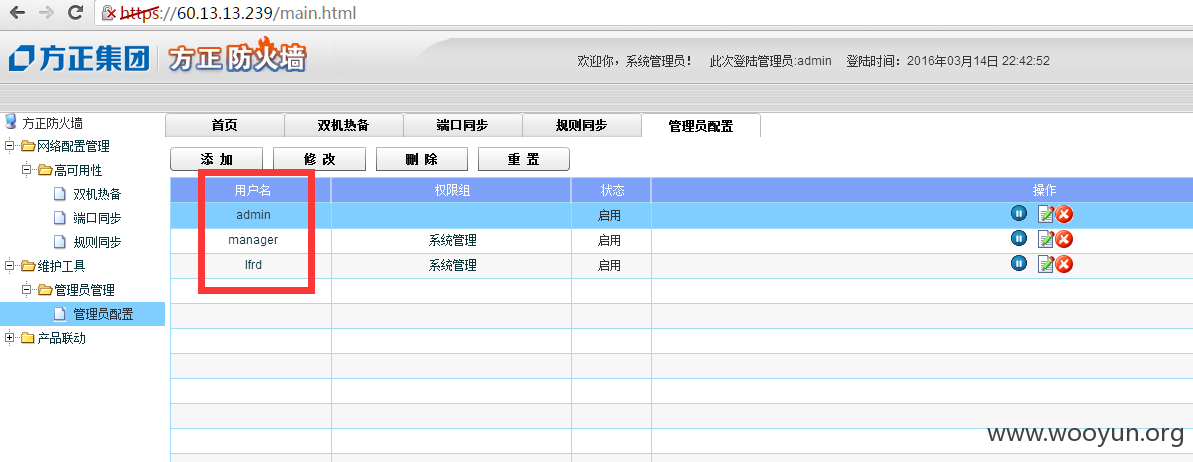 https://60.13.13.239/main.html
方正集团 方正防火墙 欢迎你，系统管理员！ 此次登陆管理员:admin 登陆时间：2016年03月14日 22:42:52
方正防火墙 首页 双机热备 端口同步 规则同步 管理员配置
网络配置管理 添 加 修 改 删 除 重 置
高可用性 用户名 权限组 状态 操作
双机热备
端口同步 admin 启用
规则同步 manager 系统管理 启用
维护工具 lfrd 系统管理 启用
管理员管理
管理员配置
产品联动
www.wooyun.org